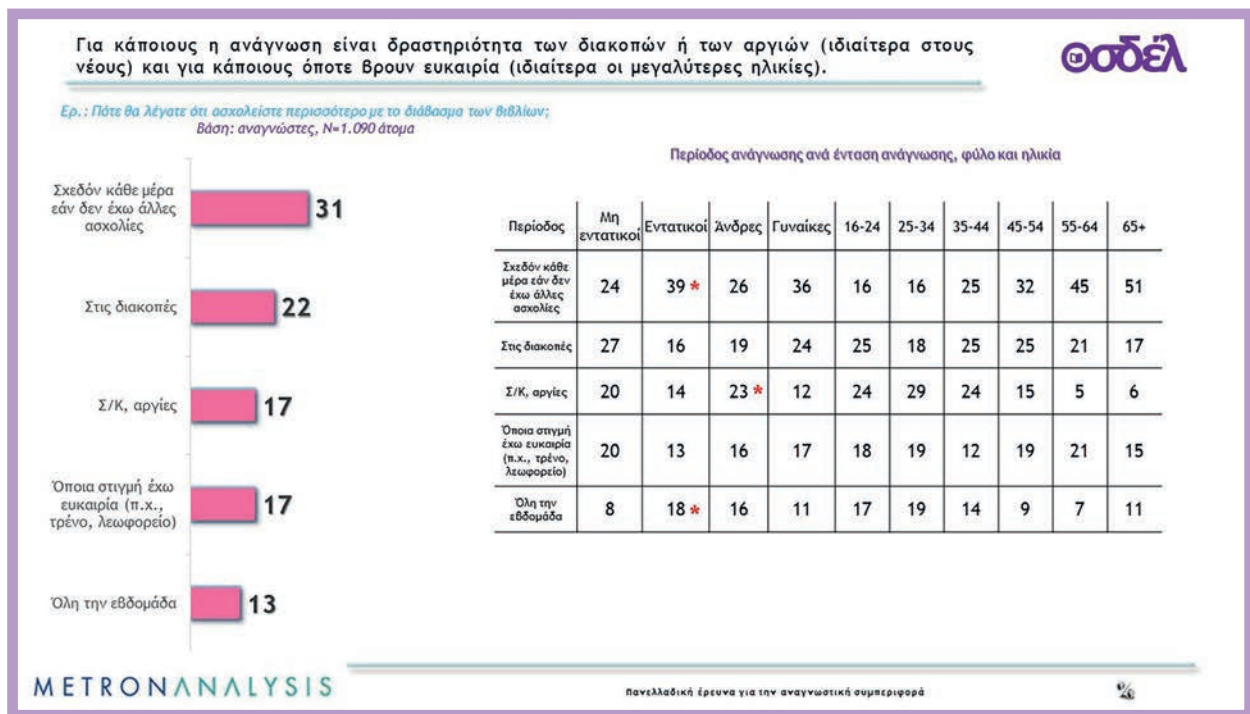 Για κάποιους η ανάγνωση είναι δραστηριότητα των διακοπών ή των αργιών (ιδιαίτερα στους
νέους) και για κάποιους όποτε βρουν ευκαιρία (ιδιαίτερα οι μεγαλύτερες ηλικίες).
οσδέλ
Ερ.: Πότε θα λέγατε ότι ασχολείστε περισσότερο με το διάβασμα των βιβλίων;
Βάση: αναγνώστες, N=1.090 άτομα
Σχεδόν κάθε μέρα
εάν δεν έχω άλλες
ασχολίες
31
Στις διακοπές
22
Σ/Κ, αργίες
17
Όποια στιγμή έχω
ευκαιρία (π.χ.,
τρένο, λεωφορείο)
17
Όλη την εβδομάδα
13
Περίοδος ανάγνωσης ανά ένταση ανάγνωσης, φύλο και ηλικία
Περίοδος Μη εντατικοί Εντατικοί Άνδρες Γυναίκες 16-24 25-34 35-44 45-54 55-64 65+
Σχεδόν κάθε
μέρα εάν δεν
έχω άλλες
ασχολίες
24 39 * 26 36 16 16 25 32 45 51
Στις διακοπές 27 16 19 24 25 18 25 25 21 17
Σ/Κ, αργίες 20 14 23 * 12 24 29 24 15 5 6
Όποια στιγμή
έχω ευκαιρία
(π.χ., τρένο,
λεωφορείο)
20 13 16 17 18 19 12 19 21 15
Όλη την
εβδομάδα
8 18 * 16 11 17 19 14 9 7 11
METRON ANALYSIS
Πανελλαδική έρευνα για την αναγνωστική συμπεριφορά
%